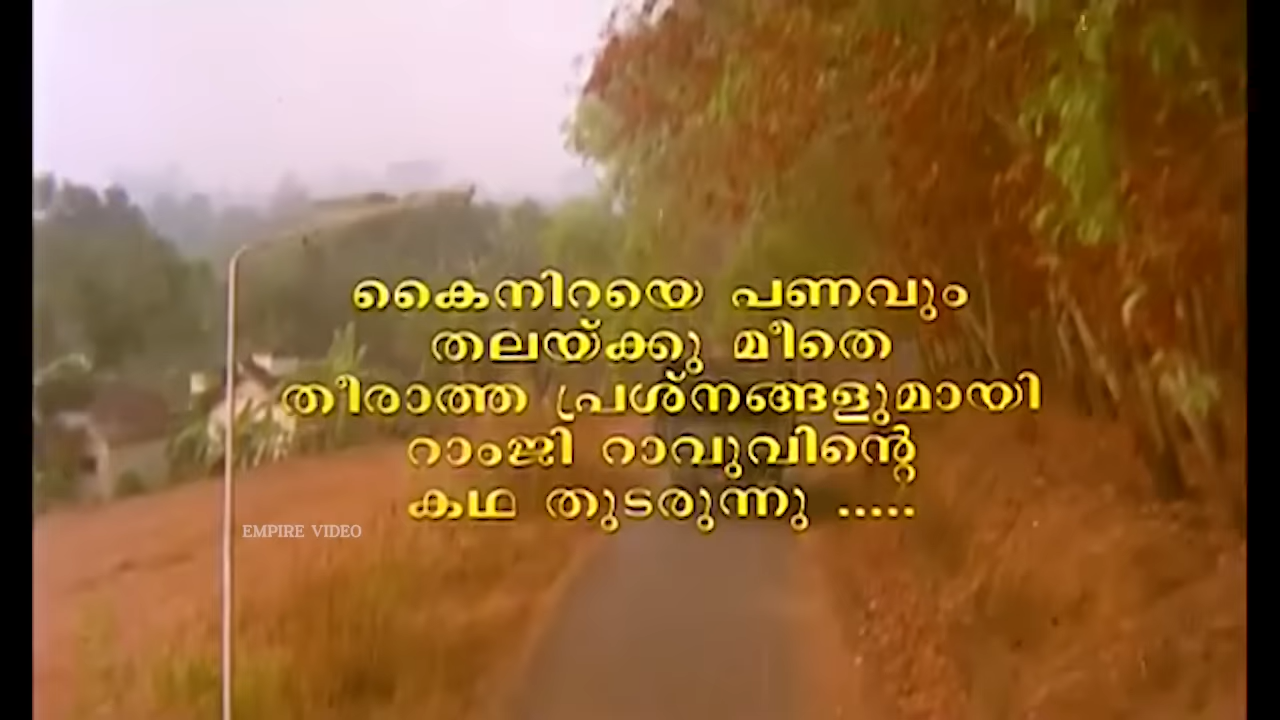 കൈനിറയെ പണവും
തലയ്ക്കു മീതെ
തീരാത്ത പ്രശ്നങ്ങളുമായി
റാംജി റാവുവിന്റെ
കഥ തുടരുന്നു .....
EMPIRE VIDEO